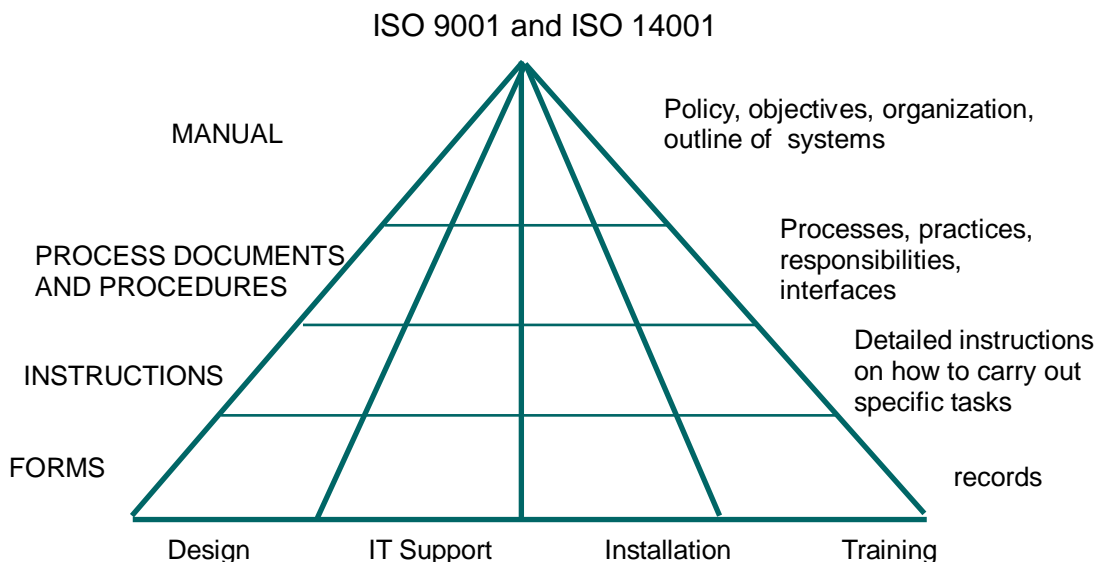 ISO 9001 and ISO 14001
MANUAL
Policy, objectives, organization,
outline of systems
PROCESS DOCUMENTS
AND PROCEDURES
Processes, practices,
responsibilities,
interfaces
INSTRUCTIONS
Detailed instructions
on how to carry out
specific tasks
FORMS
records
Design
IT Support
Installation
Training